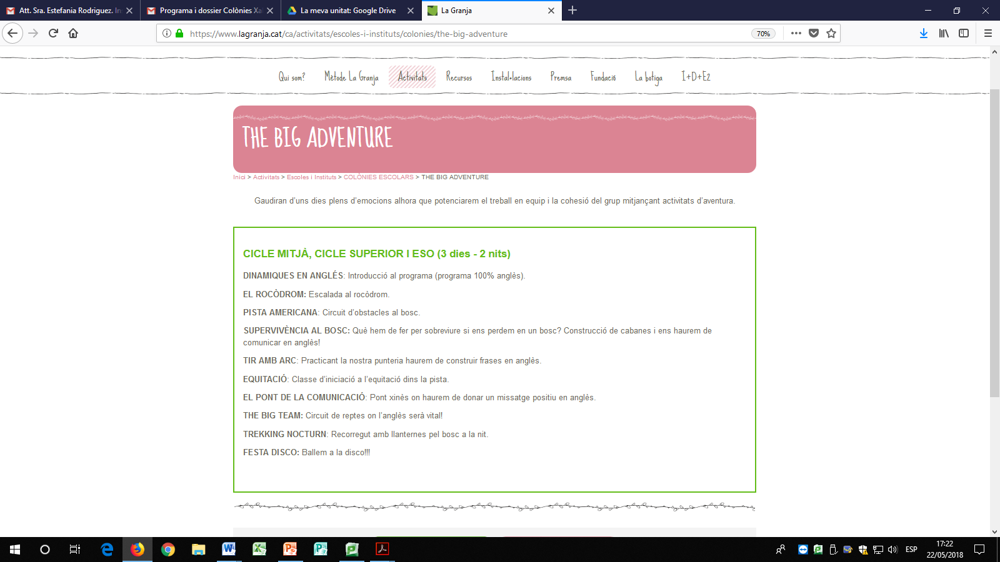 Att. Sra. Estefania Rodriguez. In
Programa i dossier Colònies Xa
La meva unitat: Google Drive
La Granja
https://www.lagranja.cat/ca/activitats/escoles-i-instituts/colonies/the-big-adventure
70%
Qui som? Mètode La Granja Activitats Recursos Instal·lacions Premsa Fundació La botiga I+D+E2
THE BIG ADVENTURE
Inici > Activitats > Escoles i Instituts > COLÒNIES ESCOLARS > THE BIG ADVENTURE
Gaudiran d’uns dies plens d’emocions alhora que potenciarem el treball en equip i la cohesió del grup mitjançant activitats d’aventura.
CICLE MITJÀ, CICLE SUPERIOR I ESO (3 dies - 2 nits)
DINAMIQUES EN ANGLÉS: Introducció al programa (programa 100% anglès).
EL ROCÒDROM: Escalada al rocòdrom.
PISTA AMERICANA: Circuit d’obstacles al bosc.
SUPERVIVÈNCIA AL BOSC: Què hem de fer per sobreviure si ens perdem en un bosc? Construcció de cabanes i ens haurem de
comunicar en anglès!
TIR AMB ARC: Practicant la nostra punteria haurem de construir frases en anglès.
EQUITACIÓ: Classe d’iniciació a l’equitació dins la pista.
EL PONT DE LA COMUNICACIÓ: Pont xinès on haurem de donar un missatge positiu en anglès.
THE BIG TEAM: Circuit de reptes on l’anglès serà vital!
TREKKING NOCTURN: Recorregut amb llanternes pel bosc a la nit.
FESTA DISCO: Ballem a la disco!!!
ESP
17:22
22/05/2018